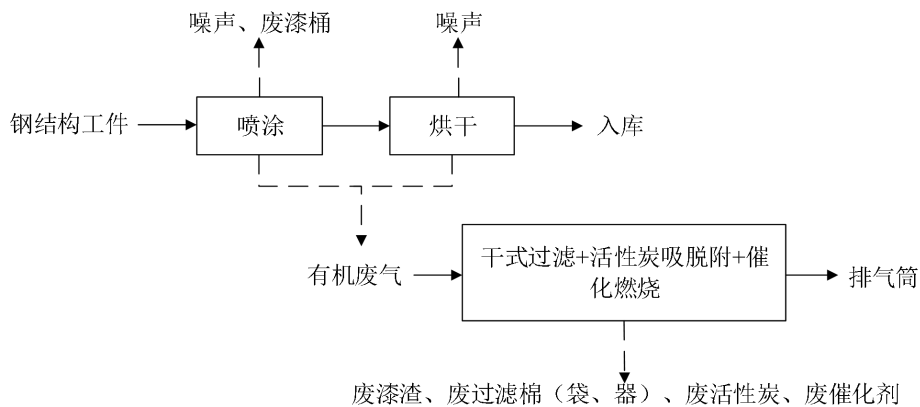 噪声、废漆桶
噪声
钢结构工件
喷涂
烘干
入库
有机废气
干式过滤+活性炭吸脱附+催
化燃烧
排气筒
废漆渣、废过滤棉（袋、器）、废活性炭、废催化剂